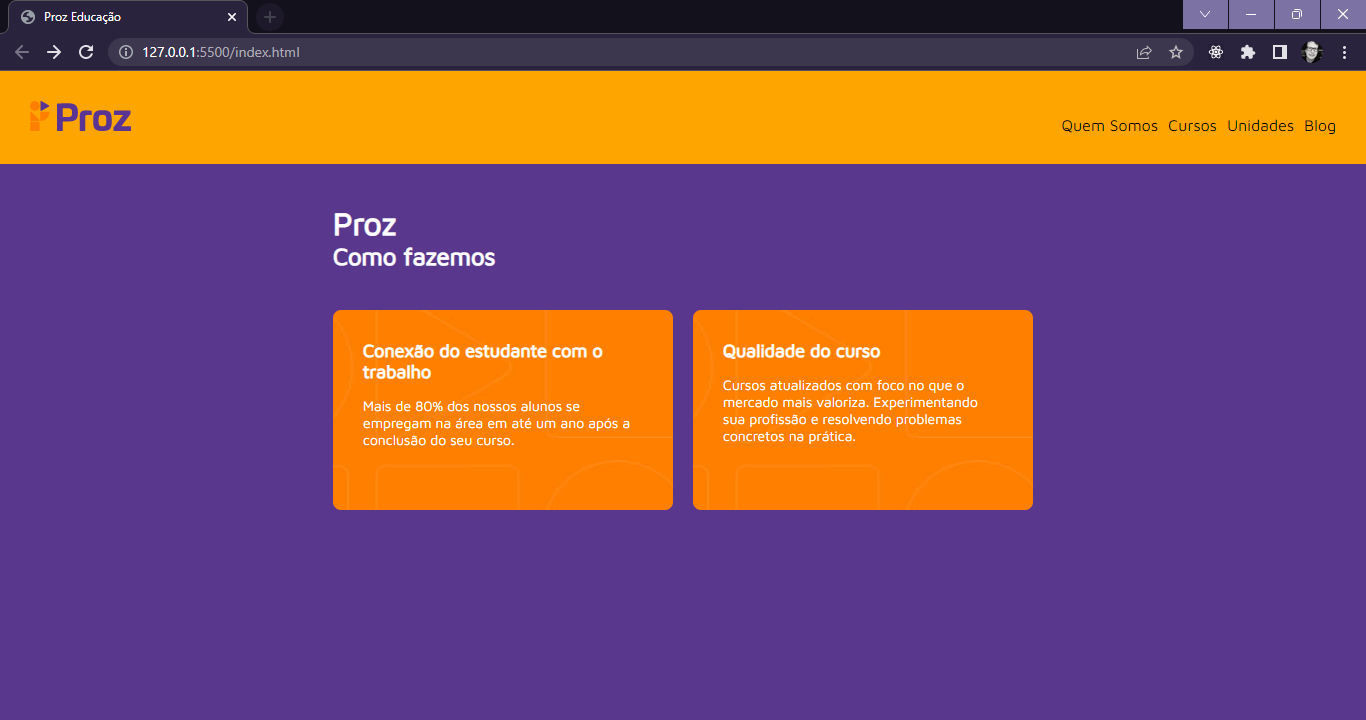 Proz Educação
127.0.0.1:5500/index.html
Proz
Quem Somos Cursos Unidades Blog
Proz
Como fazemos
Conexão do estudante com o
trabalho
Mais de 80% dos nossos alunos se
empregam na área em até um ano após a
conclusão do seu curso.
Qualidade do curso
Cursos atualizados com foco no que o
mercado mais valoriza. Experimentando
sua profissão e resolvendo problemas
concretos na prática.